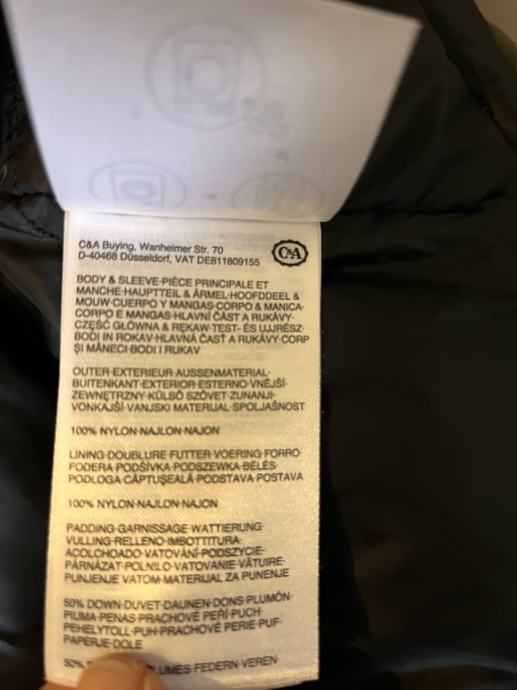 C&A Buying, Wanheimer Str. 70
D-40468 Düsseldorf, VAT DE811809155
C&A
BODY & SLEEVE·PIÈCE PRINCIPALE ET
MANCHE·HAUPTTEIL & ÄRMEL·HOOFDDEEL &
MOUW·CUERPO Y MANGAS·CORPO & MANICA·
CORPO E MANGAS·HLAVNÍ ČÁST A RUKÁVY·
CZĘŚĆ GŁÓWNA & RĘKAW·TEST- ÉS UJJRÉSZ·
BODI IN ROKAV·HLAVNÁ ČASŤ A RUKÁVY·CORP
ȘI MÂNECI·BODI I RUKAV
OUTER·EXTERIEUR·AUSSENMATERIAL·
BUITENKANT·EXTERIOR·ESTERNO·VNĚJŠÍ·
ZEWNĘTRZNY·KÜLSŐ SZÖVET·ZUNANJI·
VONKAJŠÍ·VANJSKI MATERIJAL·SPOLJAŠNOST
100% NYLON·NAJLON·NAJON
LINING·DOUBLURE·FUTTER·VOERING·FORRO·
FODERA·PODŠÍVKA·PODSZEWKA·BÉLÉS·
PODLOGA·CĂPTUȘEALĂ·PODSTAVA·POSTAVA
100% NYLON·NAJLON·NAJON
PADDING·GARNISSAGE·WATTIERUNG·
VULLING·RELLENO·IMBOTTITURA·
ACOLCHOADO·VATOVÁNÍ·PODSZYCIE·
PÁRNÁZAT·POLNILO·VATOVANIE·VĂTUIRE·
PUNJENJE VATOM·MATERIJAL ZA PUNENJE
50% DOWN·DUVET·DAUNEN·DONS·PLUMÓN·
PIUMA·PENAS·PRACHOVÉ PEŘÍ·PUCH·
PEHELYTOLL·PUH·PRACHOVÉ PERIE·PUF·
PAPERJE·DOLE
50% FEDERN·VEREN·